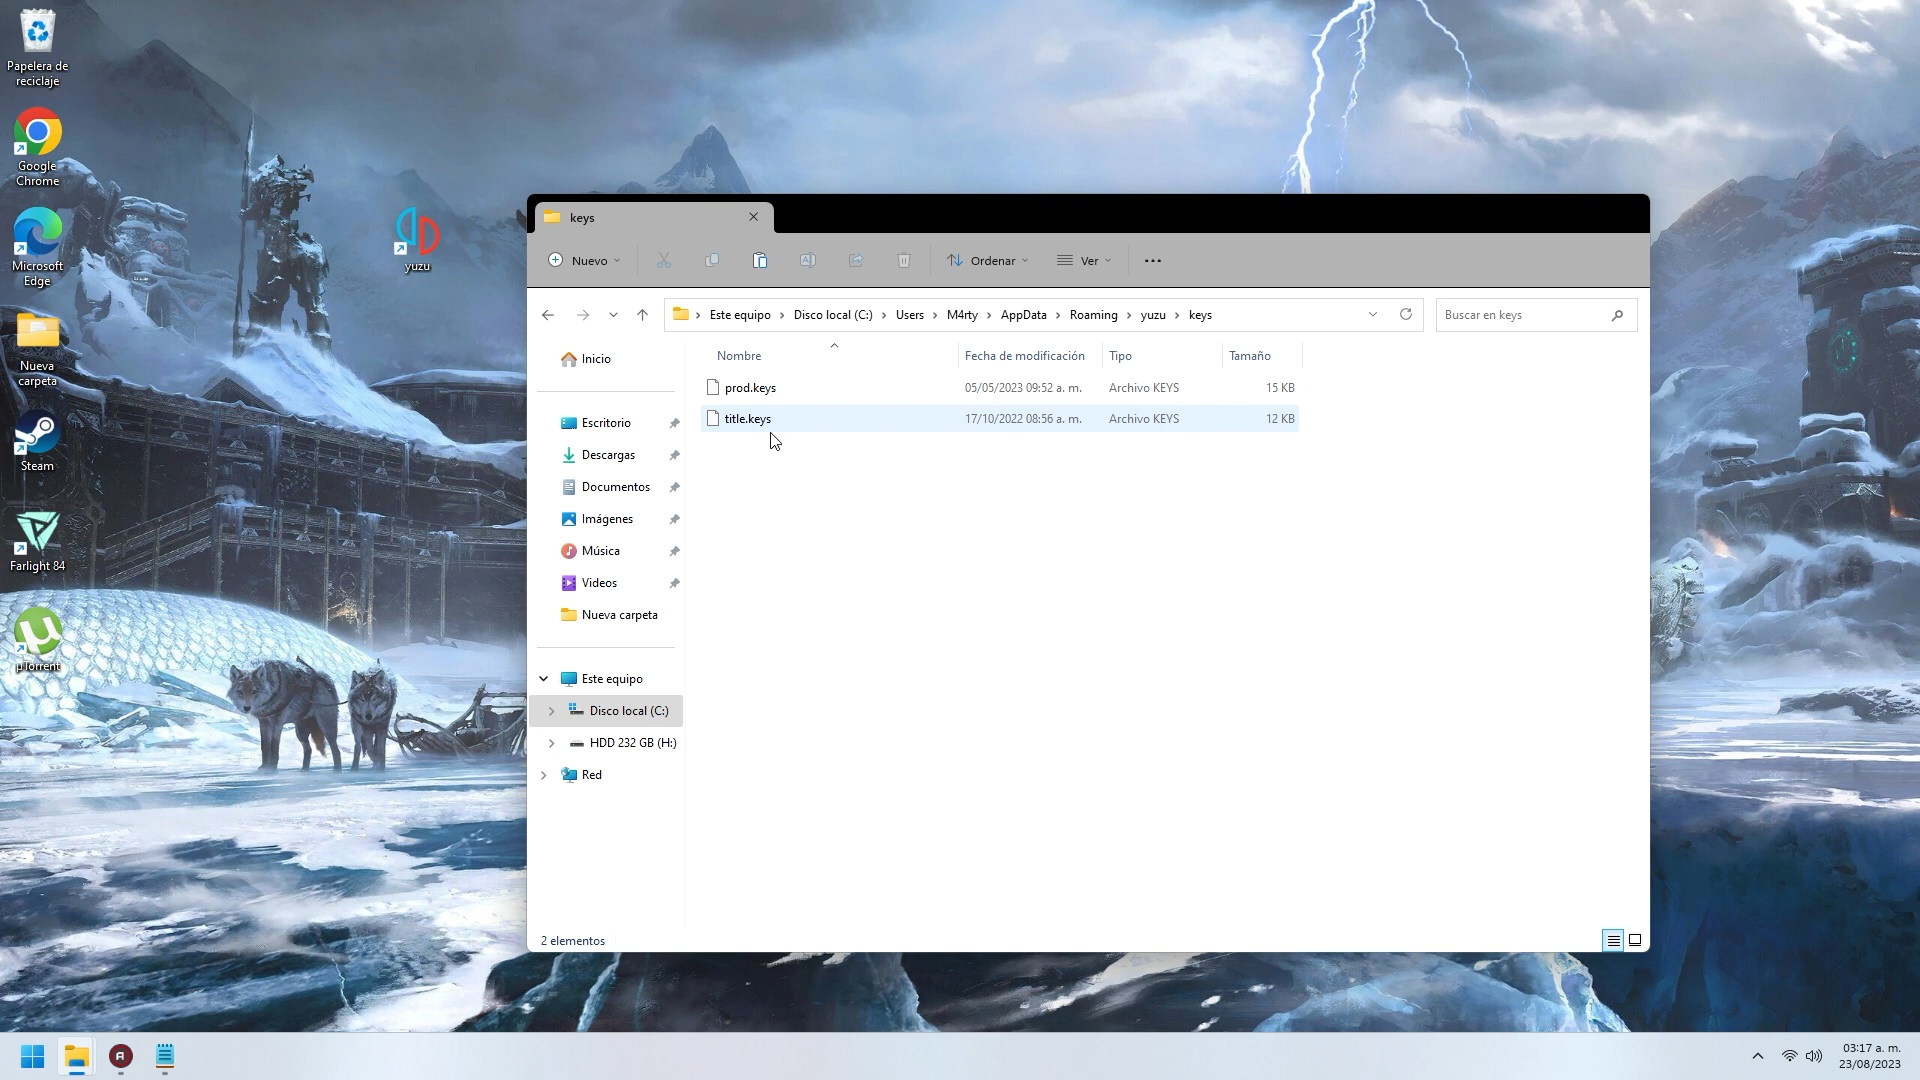 Papelera de
reciclaje
Google
Chrome
Microsoft
Edge
Nueva
carpeta
Steam
Farlight 84
µTorrent
yuzu
keys
Nuevo
Ordenar
Ver
Este equipo
Disco local (C:)
Users
M4rty
AppData
Roaming
yuzu
keys
Buscar en keys
Inicio
Escritorio
Descargas
Documentos
Imágenes
Música
Videos
Nueva carpeta
Este equipo
Disco local (C:)
HDD 232 GB (H:)
Red
Nombre Fecha de modificación Tipo Tamaño
prod.keys 05/05/2023 09:52 a. m. Archivo KEYS 15 KB
title.keys 17/10/2022 08:56 a. m. Archivo KEYS 12 KB
2 elementos
03:17 a. m.
23/08/2023